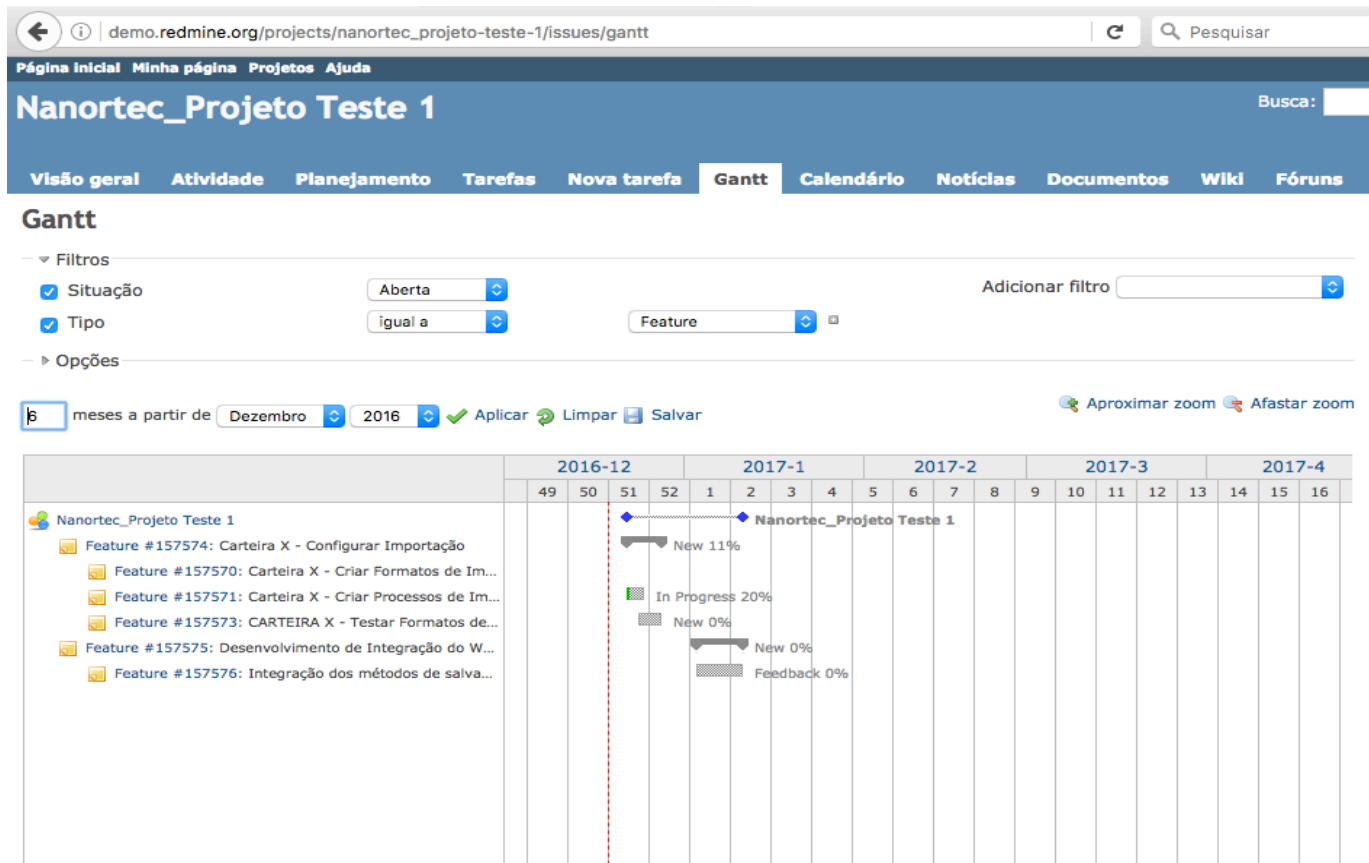 demo.redmine.org/projects/nanortec_projeto-teste-1/issues/gantt
Pesquisar
Página inicial Minha página Projetos Ajuda
Nanortec_Projeto Teste 1
Busca:
Visão geral Atividade Planejamento Tarefas Nova tarefa Gantt Calendário Notícias Documentos Wiki Fóruns
Gantt
Filtros
Situação Aberta Adicionar filtro
Tipo igual a Feature
Opções
6 meses a partir de Dezembro 2016 Aplicar Limpar Salvar Aproximar zoom Afastar zoom
2016-12 2017-1 2017-2 2017-3 2017-4
49 50 51 52 1 2 3 4 5 6 7 8 9 10 11 12 13 14 15 16
Nanortec_Projeto Teste 1 Nanortec_Projeto Teste 1
Feature #157574: Carteira X - Configurar Importação New 11%
Feature #157570: Carteira X - Criar Formatos de Im...
Feature #157571: Carteira X - Criar Processos de Im... In Progress 20%
Feature #157573: CARTEIRA X - Testar Formatos de... New 0%
Feature #157575: Desenvolvimento de Integração do W... New 0%
Feature #157576: Integração dos métodos de salva... Feedback 0%